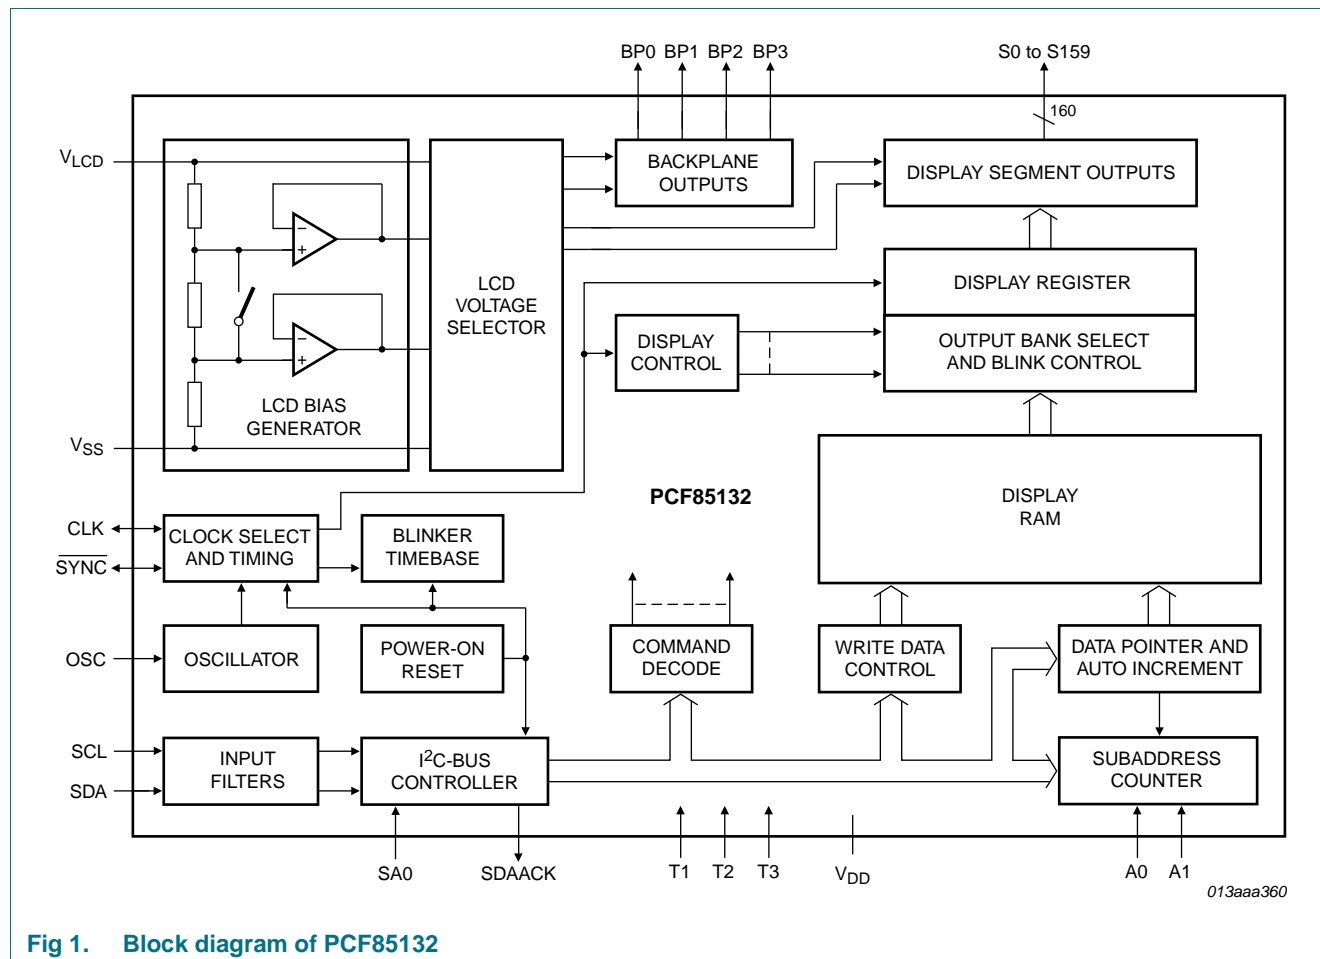 BP0 BP1 BP2 BP3 S0 to S159
160
VLCD
BACKPLANE
OUTPUTS
DISPLAY SEGMENT OUTPUTS
LCD
VOLTAGE
SELECTOR
DISPLAY REGISTER
DISPLAY
CONTROL
OUTPUT BANK SELECT
AND BLINK CONTROL
LCD BIAS
GENERATOR
VSS
PCF85132
DISPLAY
RAM
CLK
SYNC
CLOCK SELECT
AND TIMING
BLINKER
TIMEBASE
OSC
OSCILLATOR
POWER-ON
RESET
COMMAND
DECODE
WRITE DATA
CONTROL
DATA POINTER AND
AUTO INCREMENT
SCL
SDA
INPUT
FILTERS
I2C-BUS
CONTROLLER
SUBADDRESS
COUNTER
SA0 SDAACK T1 T2 T3 VDD A0 A1
013aaa360
Fig 1. Block diagram of PCF85132